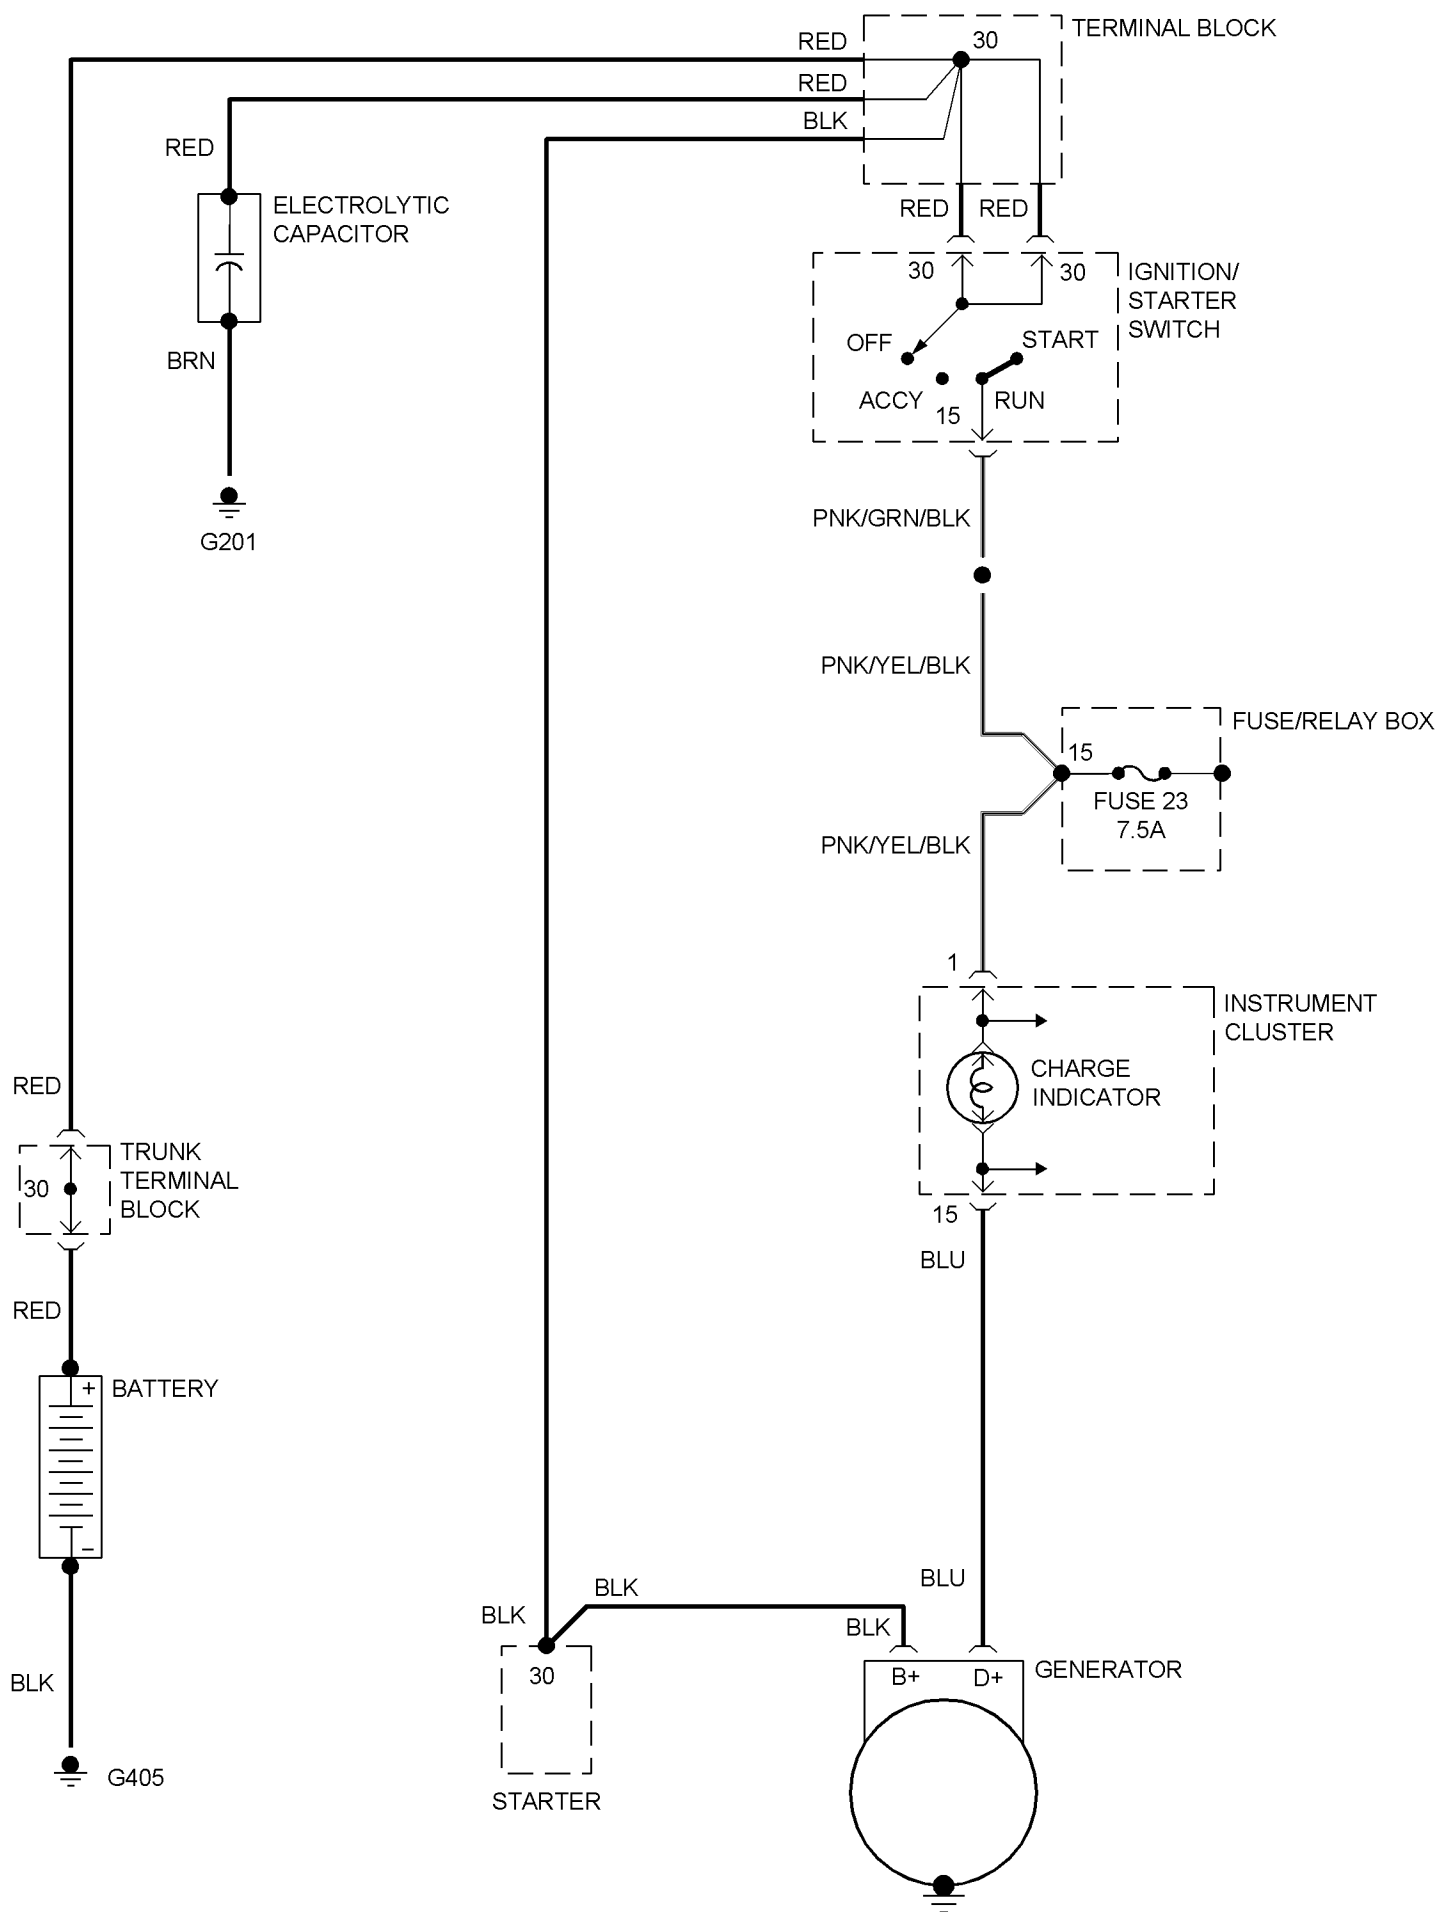 TERMINAL BLOCK
RED
30
RED
BLK
RED
ELECTROLYTIC
CAPACITOR
RED
RED
30
30
IGNITION/
STARTER
SWITCH
OFF
START
ACCY
15
RUN
BRN
G201
PNK/GRN/BLK
PNK/YEL/BLK
FUSE/RELAY BOX
15
FUSE 23
7.5A
PNK/YEL/BLK
1
INSTRUMENT
CLUSTER
CHARGE
INDICATOR
15
BLU
RED
TRUNK
TERMINAL
BLOCK
30
RED
BATTERY
+
–
BLK
G405
BLK
BLK
BLK
BLU
30
STARTER
B+
D+
GENERATOR